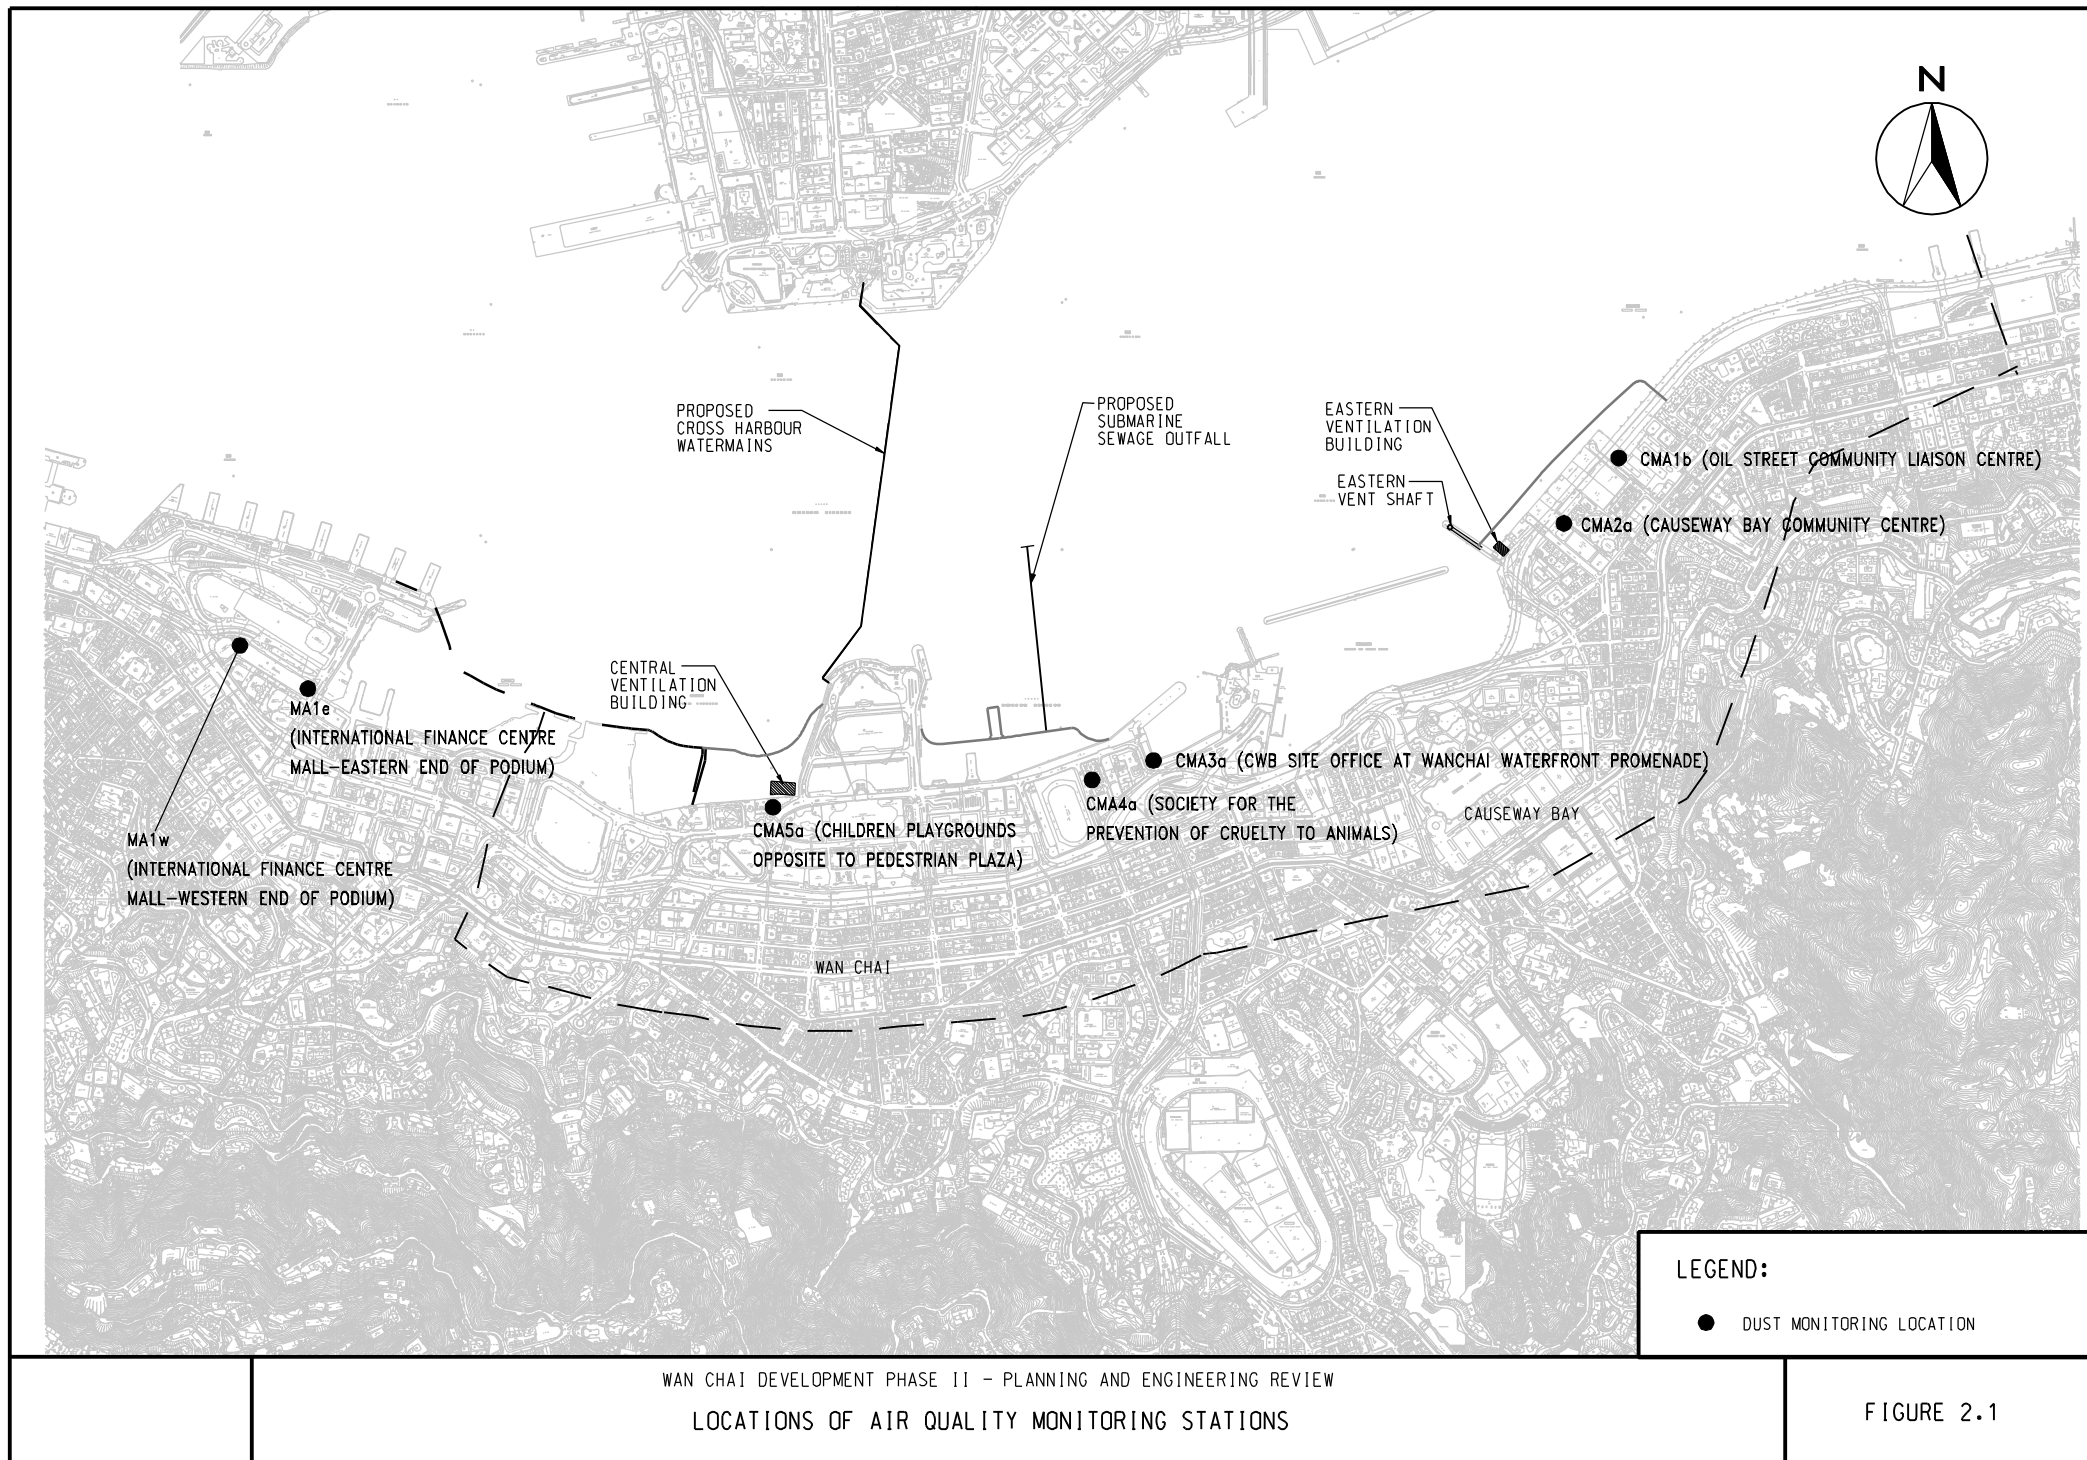 N
PROPOSED
CROSS HARBOUR
WATERMAINS
PROPOSED
SUBMARINE
SEWAGE OUTFALL
EASTERN
VENTILATION
BUILDING
EASTERN
VENT SHAFT
CMA1b (OIL STREET COMMUNITY LIAISON CENTRE)
CMA2a (CAUSEWAY BAY COMMUNITY CENTRE)
CENTRAL
VENTILATION
BUILDING
MA1e
(INTERNATIONAL FINANCE CENTRE
MALL-EASTERN END OF PODIUM)
MA1w
(INTERNATIONAL FINANCE CENTRE
MALL-WESTERN END OF PODIUM)
CMA5a (CHILDREN PLAYGROUNDS
OPPOSITE TO PEDESTRIAN PLAZA)
CMA3a (CWB SITE OFFICE AT WANCHAI WATERFRONT PROMENADE)
CMA4a (SOCIETY FOR THE
PREVENTION OF CRUELTY TO ANIMALS)
CAUSEWAY BAY
WAN CHAI
LEGEND:
DUST MONITORING LOCATION
WAN CHAI DEVELOPMENT PHASE II - PLANNING AND ENGINEERING REVIEW
LOCATIONS OF AIR QUALITY MONITORING STATIONS
FIGURE 2.1